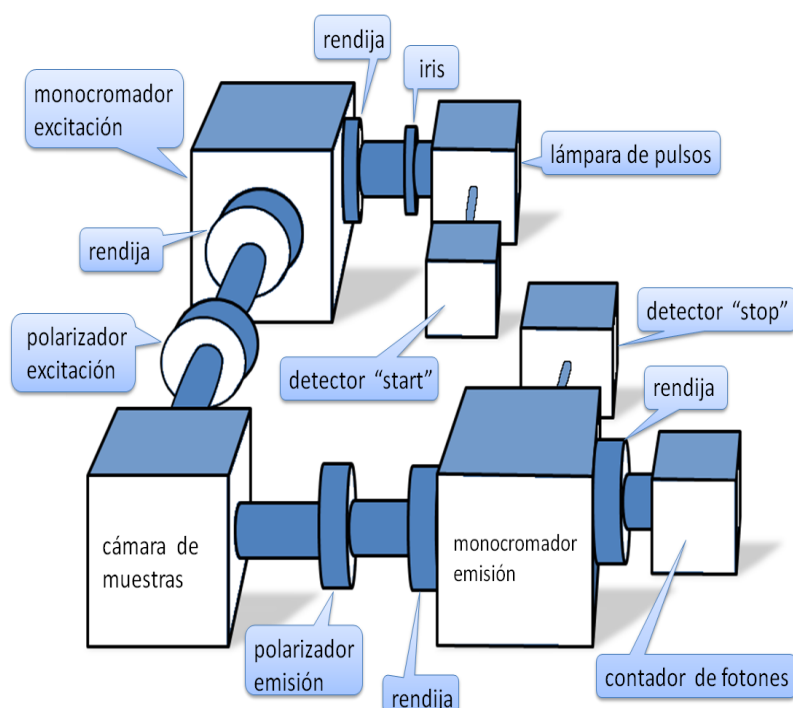 rendija
iris
monocromador
excitación
lámpara de pulsos
rendija
detector “stop”
polarizador
excitación
detector “start”
rendija
cámara de
muestras
monocromador
emisión
polarizador
emisión
contador de fotones
rendija